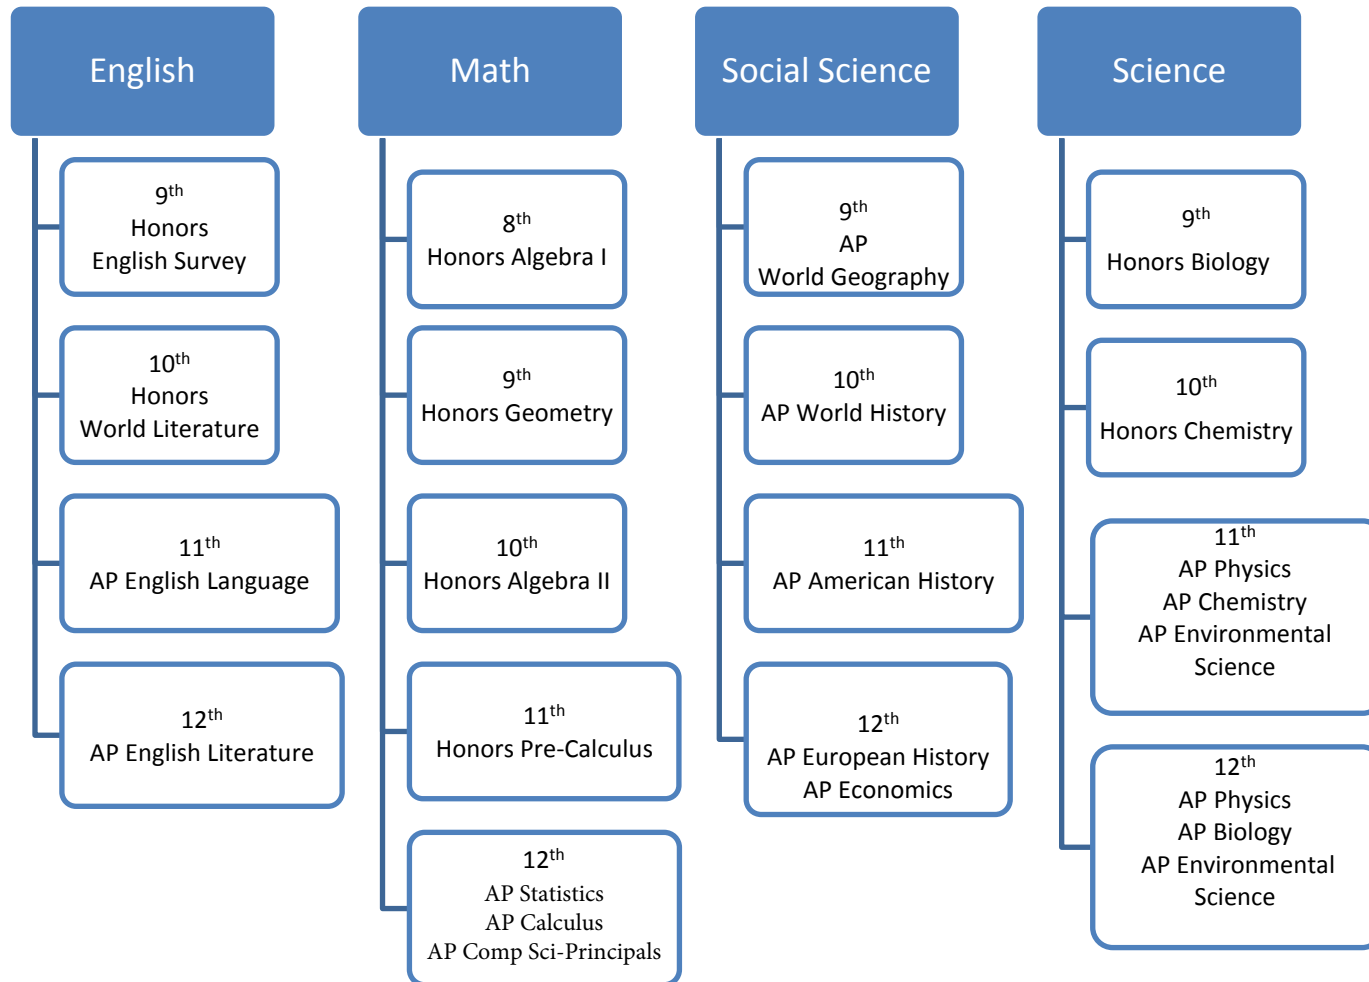 English
9th
Honors
English Survey
10th
Honors
World Literature
11th
AP English Language
12th
AP English Literature
Math
8th
Honors Algebra I
9th
Honors Geometry
10th
Honors Algebra II
11th
Honors Pre-Calculus
12th
AP Statistics
AP Calculus
AP Comp Sci-Principals
Social Science
9th
AP
World Geography
10th
AP World History
11th
AP American History
12th
AP European History
AP Economics
Science
9th
Honors Biology
10th
Honors Chemistry
11th
AP Physics
AP Chemistry
AP Environmental
Science
12th
AP Physics
AP Biology
AP Environmental
Science